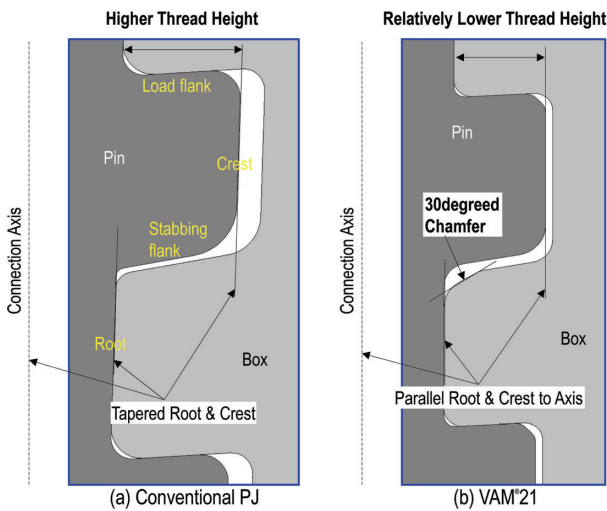 Higher Thread Height
Relatively Lower Thread Height
Load flank
Pin
Crest
Stabbing
flank
Root
Box
Connection Axis
Tapered Root & Crest
(a) Conventional PJ
Pin
30degreed
Chamfer
Box
Connection Axis
Parallel Root & Crest to Axis
(b) VAM®21